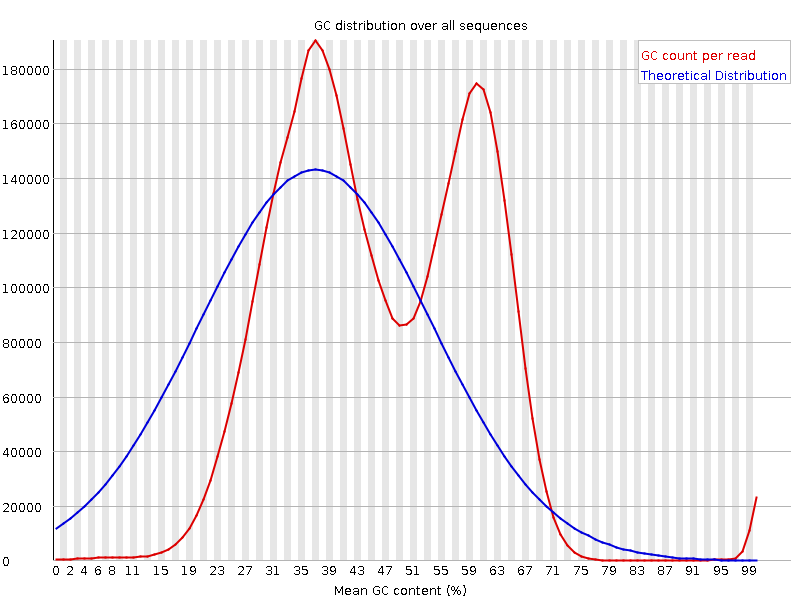 GC distribution over all sequences
GC count per read
Theoretical Distribution
180000
160000
140000
120000
100000
80000
60000
40000
20000
0
0 2 4 6 8 11 15 19 23 27 31 35 39 43 47 51 55 59 63 67 71 75 79 83 87 91 95 99
Mean GC content (%)